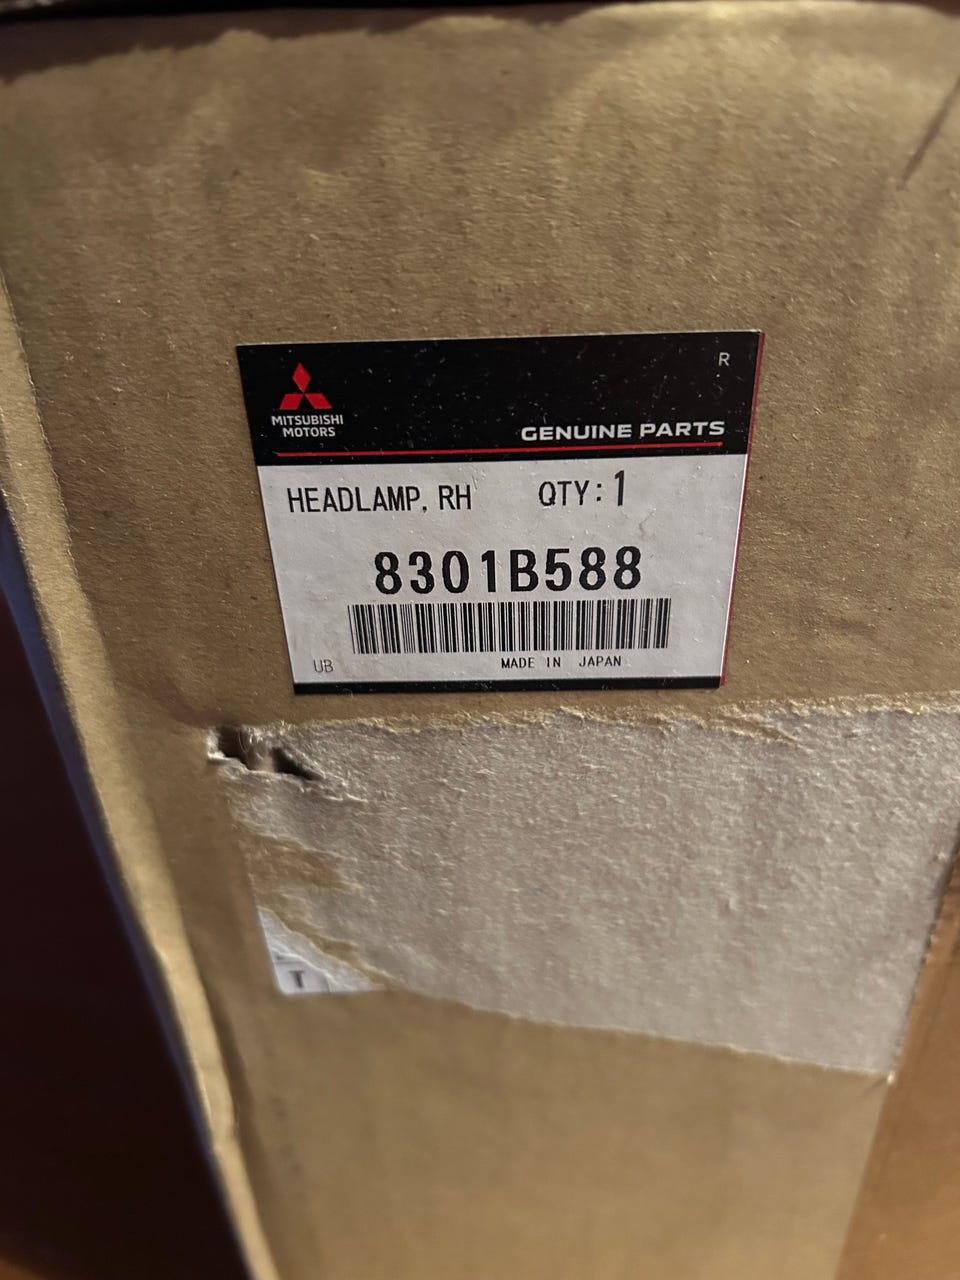 R
MITSUBISHI
MOTORS
GENUINE PARTS
HEADLAMP, RH QTY:1
8301B588
UB MADE IN JAPAN
T